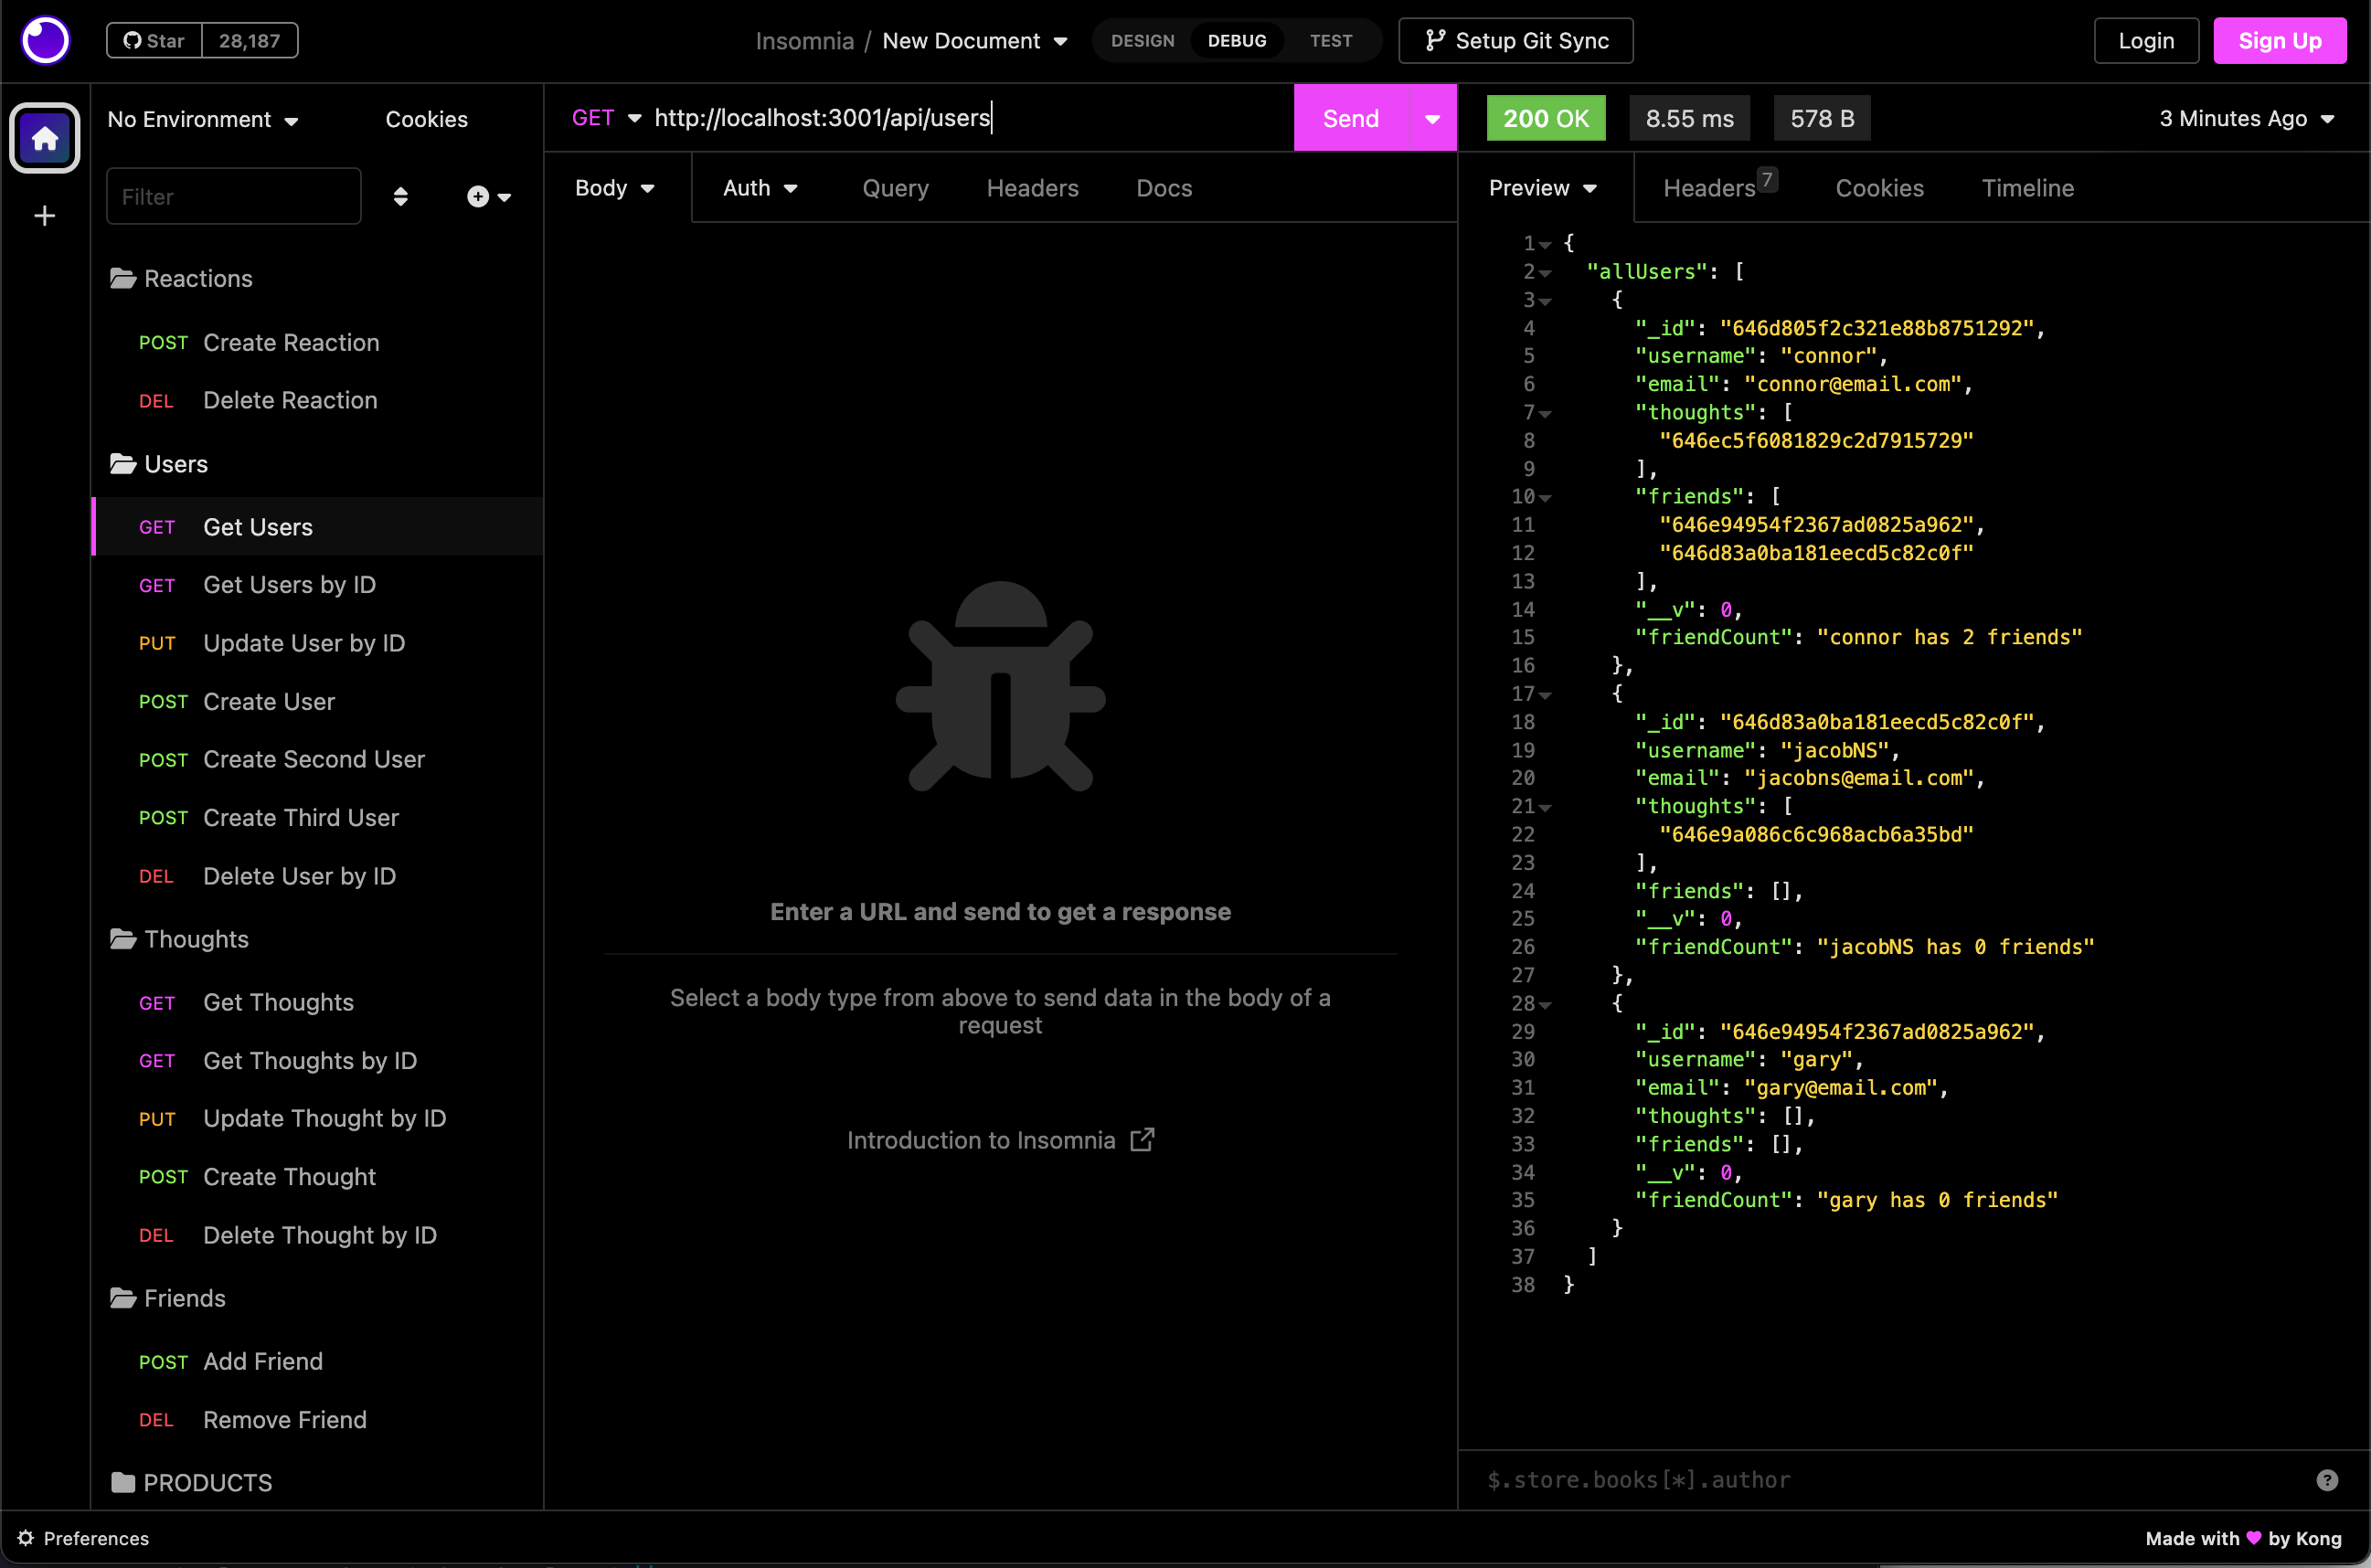 Star 28,187
Insomnia / New Document
DESIGN DEBUG TEST
Setup Git Sync
Login
Sign Up
No Environment
Cookies
Filter
Reactions
POST Create Reaction
DEL Delete Reaction
Users
GET Get Users
GET Get Users by ID
PUT Update User by ID
POST Create User
POST Create Second User
POST Create Third User
DEL Delete User by ID
Thoughts
GET Get Thoughts
GET Get Thoughts by ID
PUT Update Thought by ID
POST Create Thought
DEL Delete Thought by ID
Friends
POST Add Friend
DEL Remove Friend
PRODUCTS
GET http://localhost:3001/api/users
Send
Body Auth Query Headers Docs
Enter a URL and send to get a response
Select a body type from above to send data in the body of a
request
Introduction to Insomnia
200 OK 8.55 ms 578 B 3 Minutes Ago
Preview Headers 7 Cookies Timeline
1 {
2 "allUsers": [
3 {
4 "_id": "646d805f2c321e88b8751292",
5 "username": "connor",
6 "email": "connor@email.com",
7 "thoughts": [
8 "646ec5f6081829c2d7915729"
9 ],
10 "friends": [
11 "646e94954f2367ad0825a962",
12 "646d83a0ba181eecd5c82c0f"
13 ],
14 "__v": 0,
15 "friendCount": "connor has 2 friends"
16 },
17 {
18 "_id": "646d83a0ba181eecd5c82c0f",
19 "username": "jacobNS",
20 "email": "jacobns@email.com",
21 "thoughts": [
22 "646e9a086c6c968acb6a35bd"
23 ],
24 "friends": [],
25 "__v": 0,
26 "friendCount": "jacobNS has 0 friends"
27 },
28 {
29 "_id": "646e94954f2367ad0825a962",
30 "username": "gary",
31 "email": "gary@email.com",
32 "thoughts": [],
33 "friends": [],
34 "__v": 0,
35 "friendCount": "gary has 0 friends"
36 }
37 ]
38 }
$.store.books[*].author
Preferences
Made with ♥ by Kong